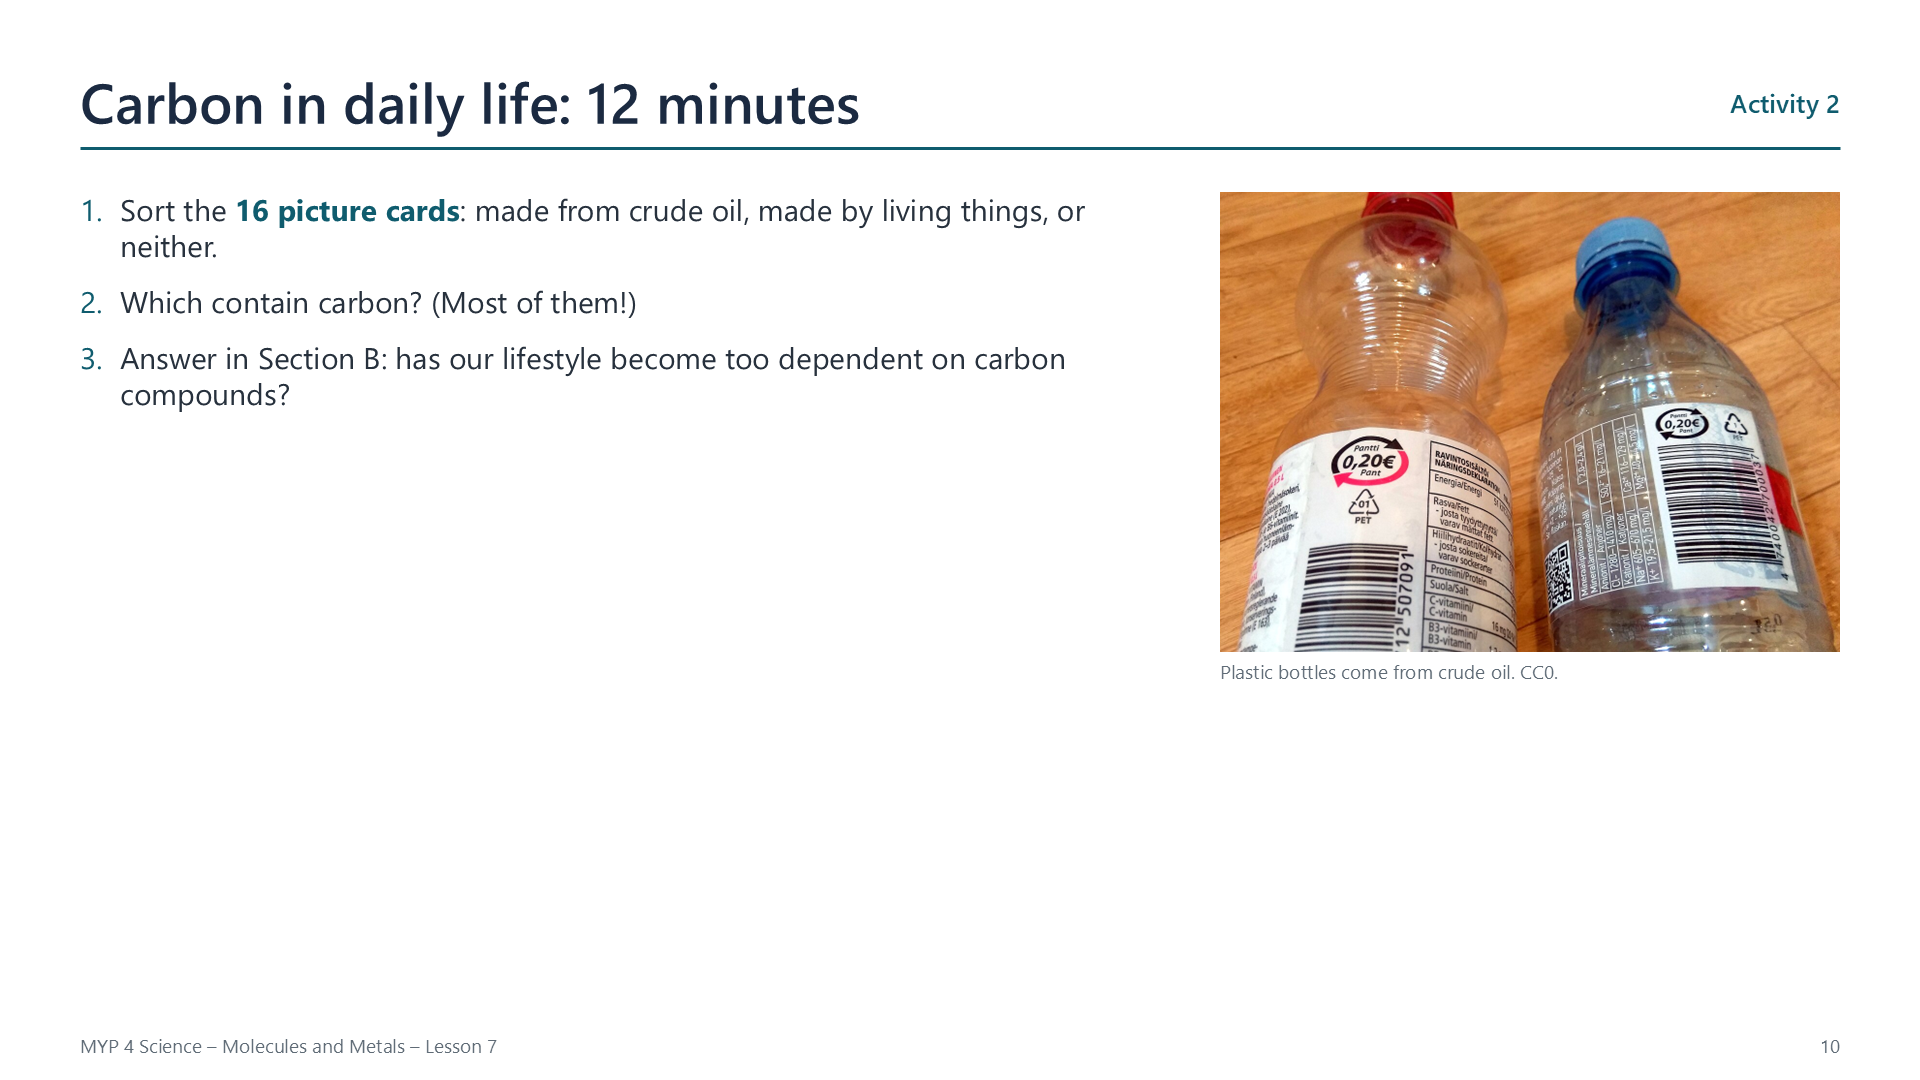 Carbon in daily life: 12 minutes
Activity 2
1. Sort the 16 picture cards: made from crude oil, made by living things, or
neither.
2. Which contain carbon? (Most of them!)
3. Answer in Section B: has our lifestyle become too dependent on carbon
compounds?
Pantti
0,20€
Pant
01
PET
RAVINTOSISÄLTÖ/
NÄRINGSDEKLARATION
Energia/Energi
Rasva/Fett
- josta tyydyttynyttä/
varav mättat fett
Hiilihydraatit/Kolhydrat
- josta sokereita/
varav sockerarter
Proteiini/Protein
Suola/Salt
C-vitamiini/
C-vitamin
B3-vitamiini/
B3-vitamin
16 mg
12 507091
Pantti
0,20€
Pant
PET
Plastic bottles come from crude oil. CC0.
MYP 4 Science – Molecules and Metals – Lesson 7
10